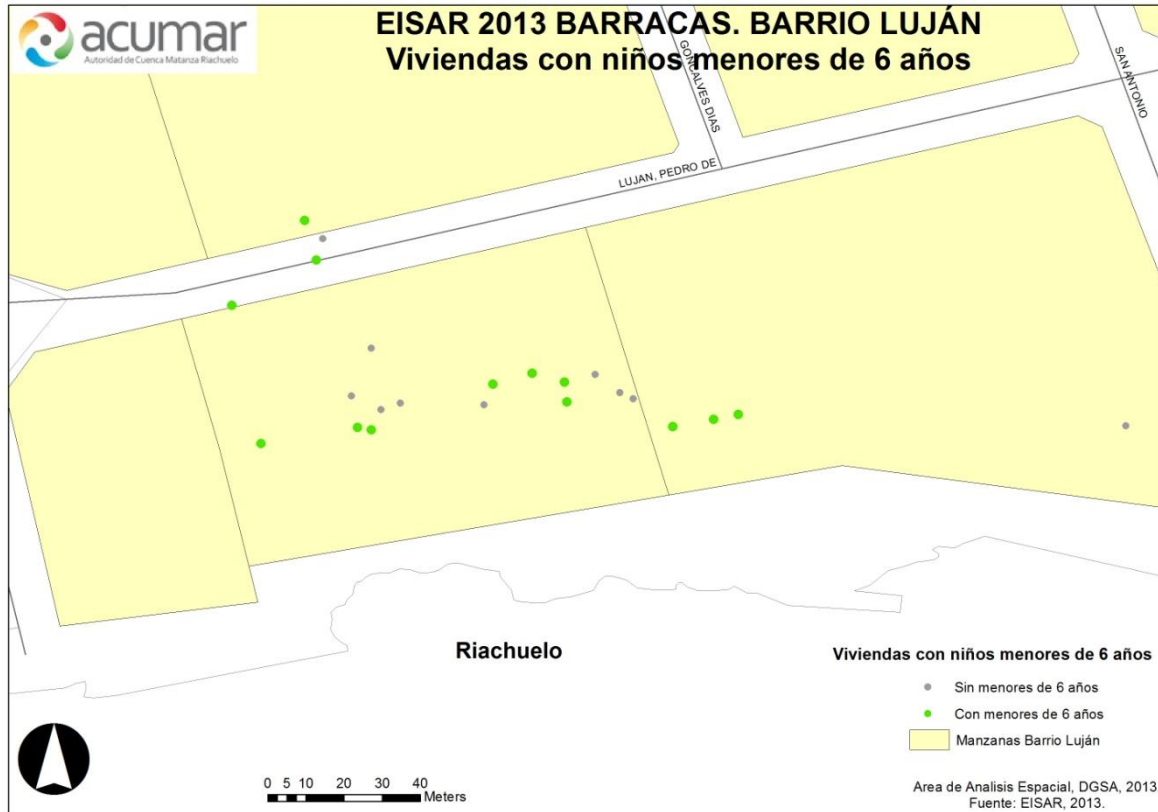 acumar
Autoridad de Cuenca Matanza Riachuelo
EISAR 2013 BARRACAS. BARRIO LUJÁN
Viviendas con niños menores de 6 años
GONCALVES DIAS
SAN ANTONIO
LUJAN, PEDRO DE
Riachuelo
Viviendas con niños menores de 6 años
Sin menores de 6 años
Con menores de 6 años
Manzanas Barrio Luján
0 5 10 20 30 40
Meters
Area de Analisis Espacial, DGSA, 2013
Fuente: EISAR, 2013.